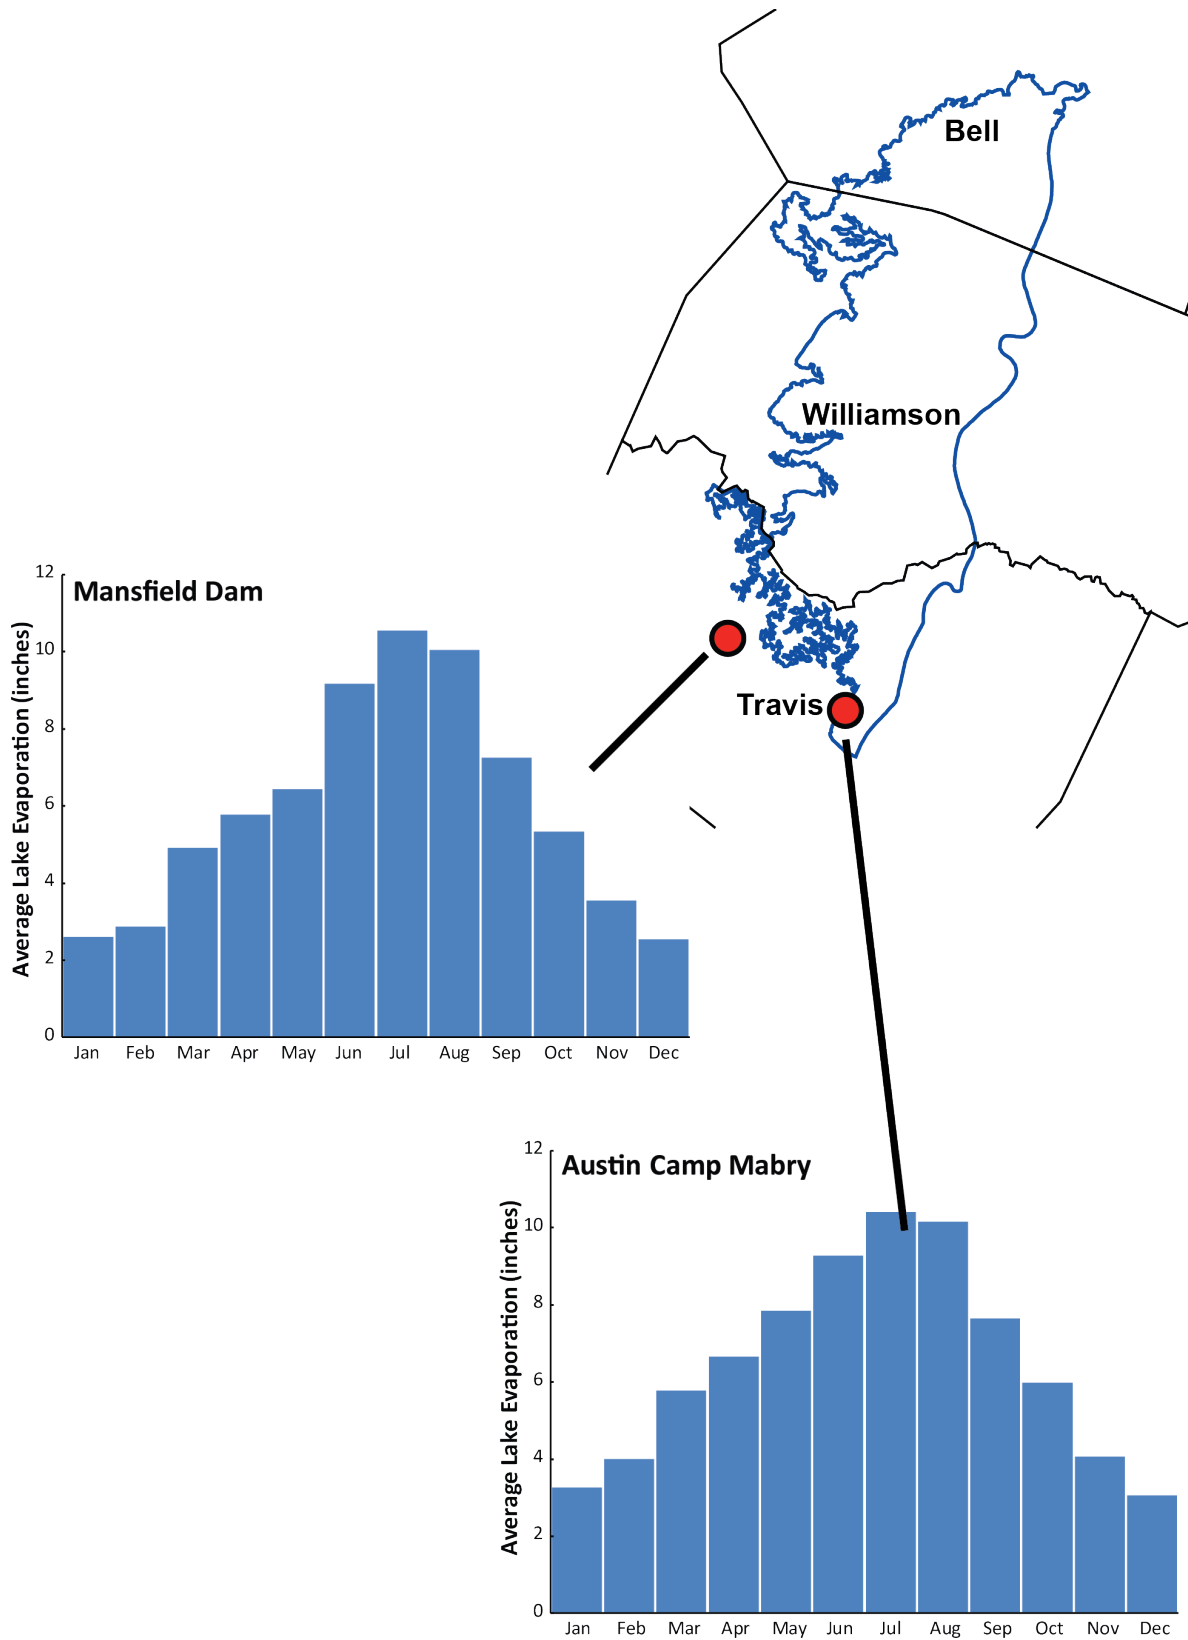 Bell
Williamson
Travis
Mansfield Dam
Average Lake Evaporation (inches)
12
10
8
6
4
2
0
Jan Feb Mar Apr May Jun Jul Aug Sep Oct Nov Dec
Austin Camp Mabry
Average Lake Evaporation (inches)
12
10
8
6
4
2
0
Jan Feb Mar Apr May Jun Jul Aug Sep Oct Nov Dec